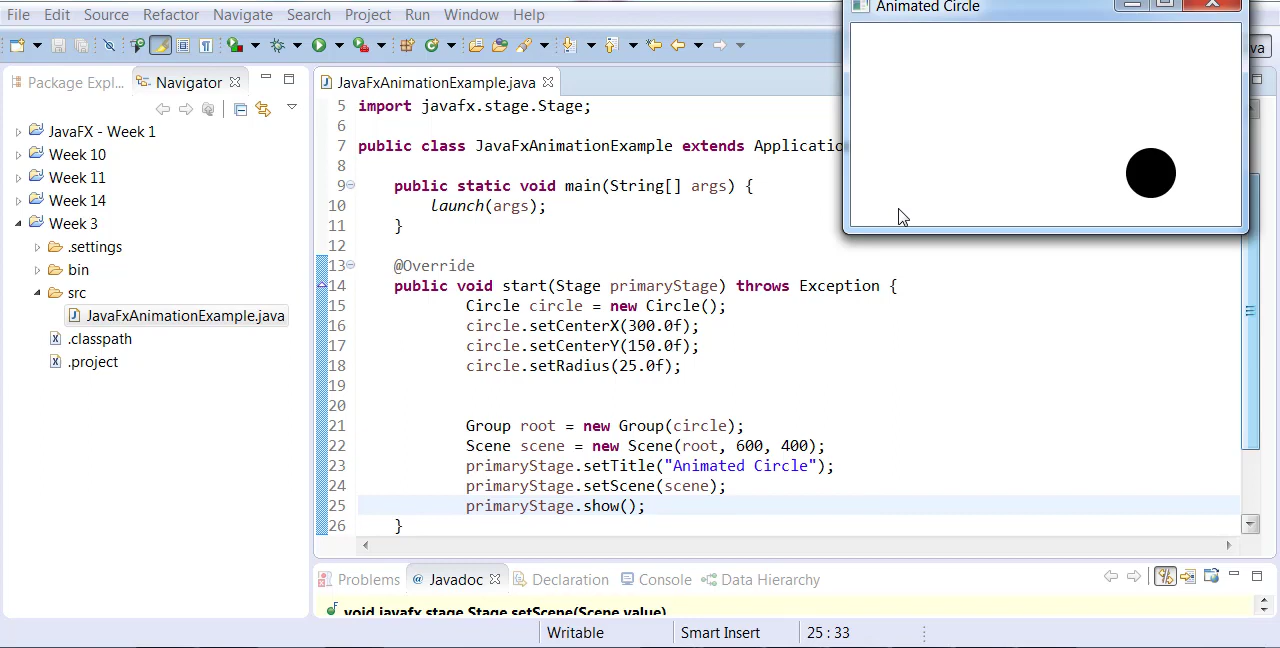 File Edit Source Refactor Navigate Search Project Run Window Help
Animated Circle
va
Package Expl...
Navigator
JavaFX - Week 1
Week 10
Week 11
Week 14
Week 3
.settings
bin
src
JavaFxAnimationExample.java
.classpath
.project
JavaFxAnimationExample.java
5 import javafx.stage.Stage;
6
7 public class JavaFxAnimationExample extends Applicatio
8
9 public static void main(String[] args) {
10 launch(args);
11 }
12
13 @Override
14 public void start(Stage primaryStage) throws Exception {
15 Circle circle = new Circle();
16 circle.setCenterX(300.0f);
17 circle.setCenterY(150.0f);
18 circle.setRadius(25.0f);
19
20
21 Group root = new Group(circle);
22 Scene scene = new Scene(root, 600, 400);
23 primaryStage.setTitle("Animated Circle");
24 primaryStage.setScene(scene);
25 primaryStage.show();
26 }
Problems @ Javadoc Declaration Console Data Hierarchy
void javafx.stage.Stage.setScene(Scene value)
Writable Smart Insert 25 : 33